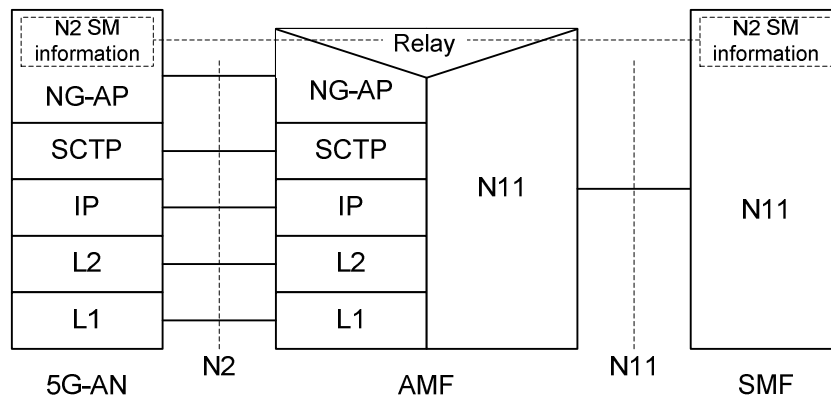 N2 SM
information
Relay
N2 SM
information
NG-AP
NG-AP
SCTP
SCTP
N11
IP
IP
N11
L2
L2
L1
L1
N2
N11
5G-AN
AMF
SMF